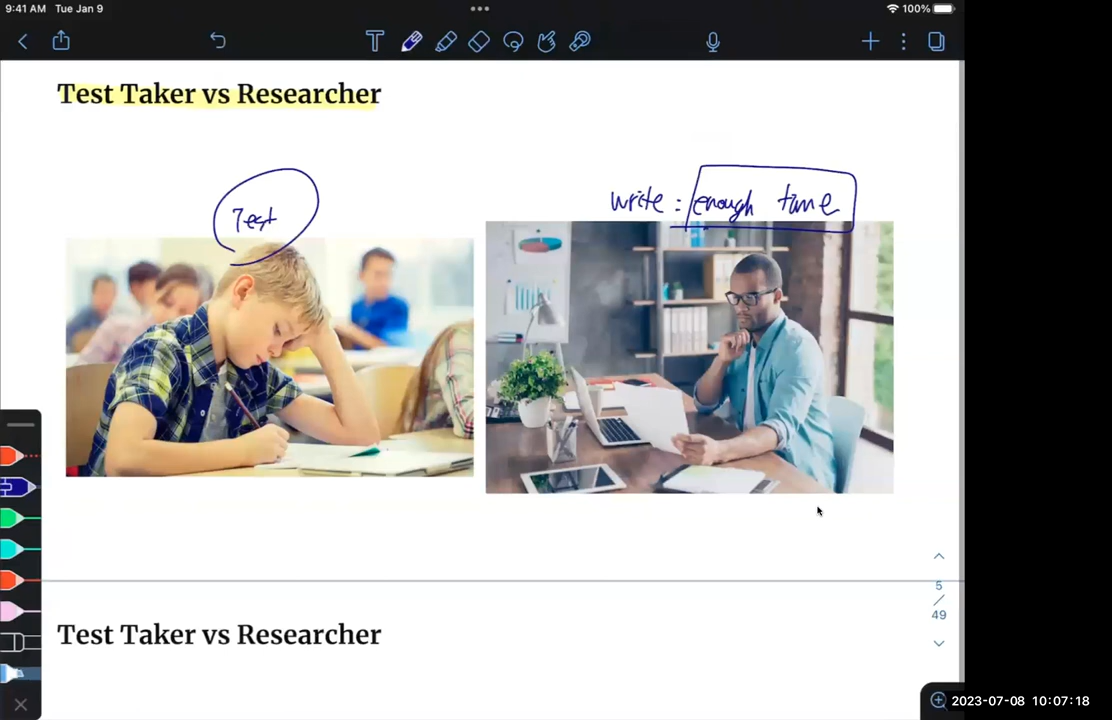 9:41 AM Tue Jan 9
100%
Test Taker vs Researcher
Test
write : enough time
5
/
49
Test Taker vs Researcher
2023-07-08 10:07:18